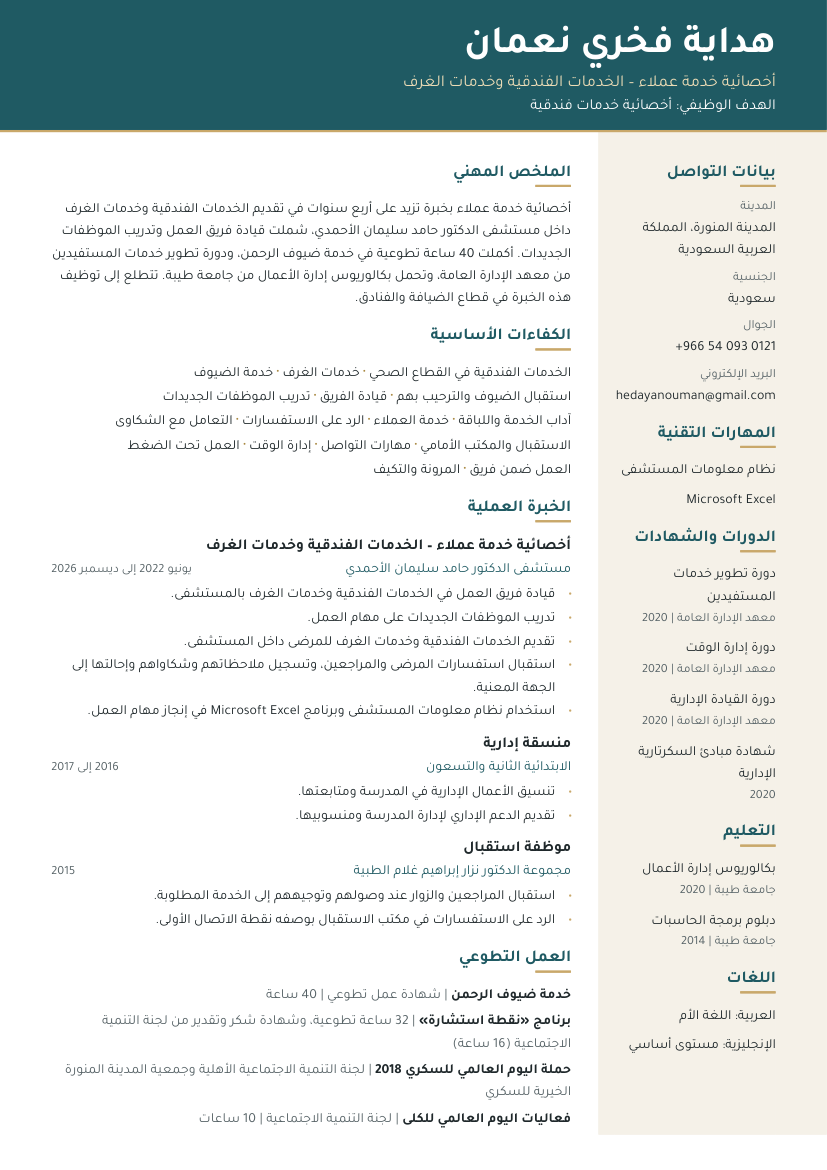 هداية فخري نعمان
أخصائية خدمة عملاء – الخدمات الفندقية وخدمات الغرف
الهدف الوظيفي: أخصائية خدمات فندقية
بيانات التواصل
المدينة
المدينة المنورة، المملكة
العربية السعودية
الجنسية
سعودية
الجوال
+966 54 093 0121
البريد الإلكتروني
hedayanouman@gmail.com
المهارات التقنية
نظام معلومات المستشفى
Microsoft Excel
الدورات والشهادات
دورة تطوير خدمات
المستفيدين
معهد الإدارة العامة | 2020
دورة إدارة الوقت
معهد الإدارة العامة | 2020
دورة القيادة الإدارية
معهد الإدارة العامة | 2020
شهادة مبادئ السكرتارية
الإدارية
2020
التعليم
بكالوريوس إدارة الأعمال
جامعة طيبة | 2020
دبلوم برمجة الحاسبات
جامعة طيبة | 2014
اللغات
العربية: اللغة الأم
الإنجليزية: مستوى أساسي
الملخص المهني
أخصائية خدمة عملاء بخبرة تزيد على أربع سنوات في تقديم الخدمات الفندقية وخدمات الغرف
داخل مستشفى الدكتور حامد سليمان الأحمدي، شملت قيادة فريق العمل وتدريب الموظفات
الجديدات. أكملت 40 ساعة تطوعية في خدمة ضيوف الرحمن، ودورة تطوير خدمات المستفيدين
من معهد الإدارة العامة، وتحمل بكالوريوس إدارة الأعمال من جامعة طيبة. تتطلع إلى توظيف
هذه الخبرة في قطاع الضيافة والفنادق.
الكفاءات الأساسية
الخدمات الفندقية في القطاع الصحي · خدمات الغرف · خدمة الضيوف
استقبال الضيوف والترحيب بهم · قيادة الفريق · تدريب الموظفات الجديدات
آداب الخدمة واللباقة · خدمة العملاء · الرد على الاستفسارات · التعامل مع الشكاوى
الاستقبال والمكتب الأمامي · مهارات التواصل · إدارة الوقت · العمل تحت الضغط
العمل ضمن فريق · المرونة والتكيف
الخبرة العملية
أخصائية خدمة عملاء – الخدمات الفندقية وخدمات الغرف
مستشفى الدكتور حامد سليمان الأحمدي يونيو 2022 إلى ديسمبر 2026
· قيادة فريق العمل في الخدمات الفندقية وخدمات الغرف بالمستشفى.
· تدريب الموظفات الجديدات على مهام العمل.
· تقديم الخدمات الفندقية وخدمات الغرف للمرضى داخل المستشفى.
· استقبال استفسارات المرضى والمراجعين، وتسجيل ملاحظاتهم وشكاواهم وإحالتها إلى
الجهة المعنية.
· استخدام نظام معلومات المستشفى وبرنامج Microsoft Excel في إنجاز مهام العمل.
منسقة إدارية
الابتدائية الثانية والتسعون 2016 إلى 2017
· تنسيق الأعمال الإدارية في المدرسة ومتابعتها.
· تقديم الدعم الإداري لإدارة المدرسة ومنسوبيها.
موظفة استقبال
مجموعة الدكتور نزار إبراهيم غلام الطبية 2015
· استقبال المراجعين والزوار عند وصولهم وتوجيههم إلى الخدمة المطلوبة.
· الرد على الاستفسارات في مكتب الاستقبال بوصفه نقطة الاتصال الأولى.
العمل التطوعي
خدمة ضيوف الرحمن | شهادة عمل تطوعي | 40 ساعة
برنامج «نقطة استشارة» | 32 ساعة تطوعية، وشهادة شكر وتقدير من لجنة التنمية
الاجتماعية (16 ساعة)
حملة اليوم العالمي للسكري 2018 | لجنة التنمية الاجتماعية الأهلية وجمعية المدينة المنورة
الخيرية للسكري
فعاليات اليوم العالمي للكلى | لجنة التنمية الاجتماعية | 10 ساعات